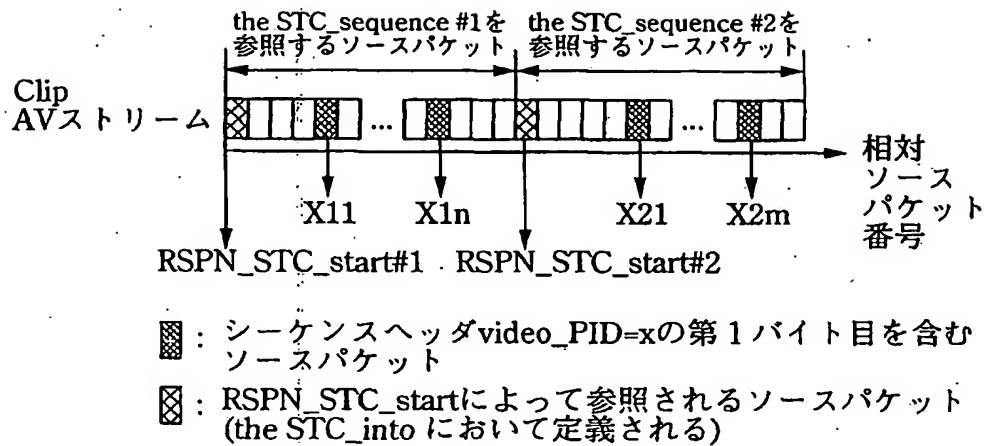 the STC_sequence #1を
参照するソースパケット
the STC_sequence #2を
参照するソースパケット
Clip
AVストリーム
...
...
相対
ソース
パケット
番号
X11
X1n
X21
X2m
RSPN_STC_start#1
RSPN_STC_start#2
: シーケンスヘッダvideo_PID=xの第1バイト目を含む
ソースパケット
: RSPN_STC_startによって参照されるソースパケット
(the STC_into において定義される)